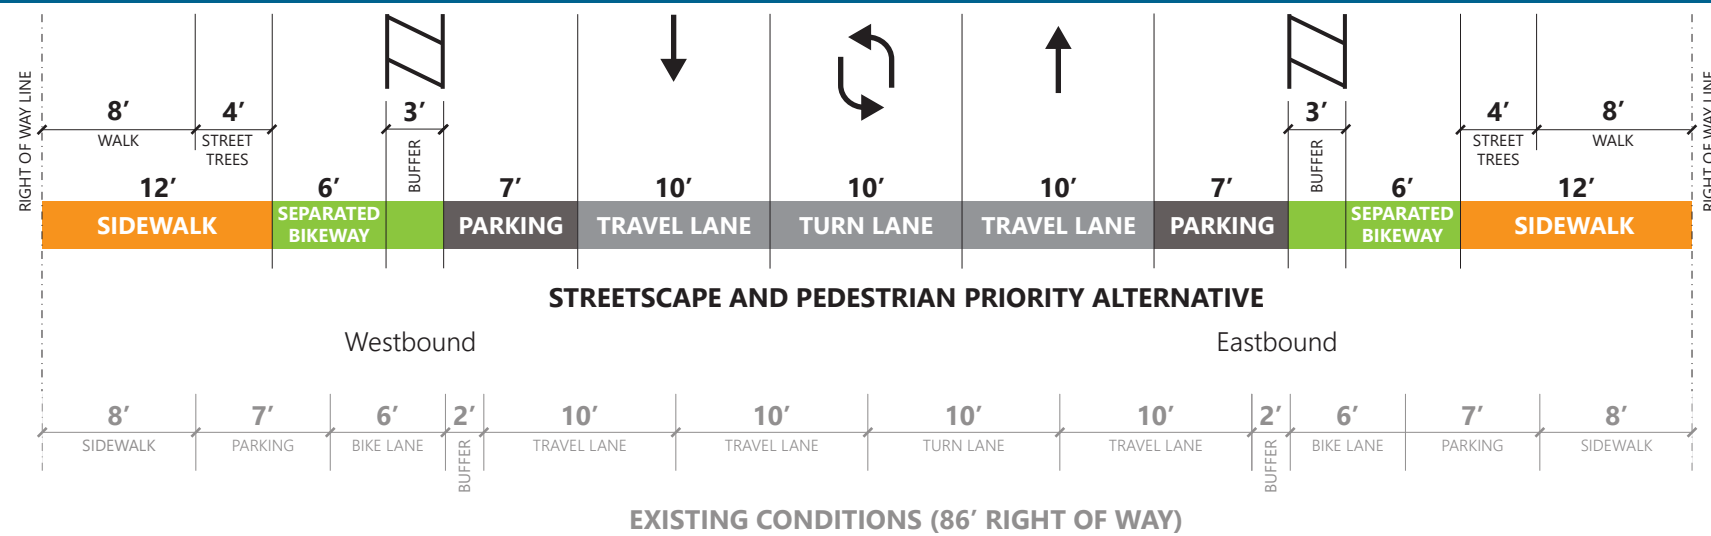 RIGHT OF WAY LINE
8’
WALK
4’
STREET
TREES
3’
BUFFER
3’
BUFFER
4’
STREET
TREES
8’
WALK
RIGHT OF WAY LINE
12’
6’
7’
10’
10’
10’
7’
6’
12’
SIDEWALK
SEPARATED
BIKEWAY
PARKING
TRAVEL LANE
TURN LANE
TRAVEL LANE
PARKING
SEPARATED
BIKEWAY
SIDEWALK
STREETSCAPE AND PEDESTRIAN PRIORITY ALTERNATIVE
Westbound
Eastbound
8’
SIDEWALK
7’
PARKING
6’
BIKE LANE
2’
BUFFER
10’
TRAVEL LANE
10’
TRAVEL LANE
10’
TURN LANE
10’
TRAVEL LANE
2’
BUFFER
6’
BIKE LANE
7’
PARKING
8’
SIDEWALK
EXISTING CONDITIONS (86’ RIGHT OF WAY)